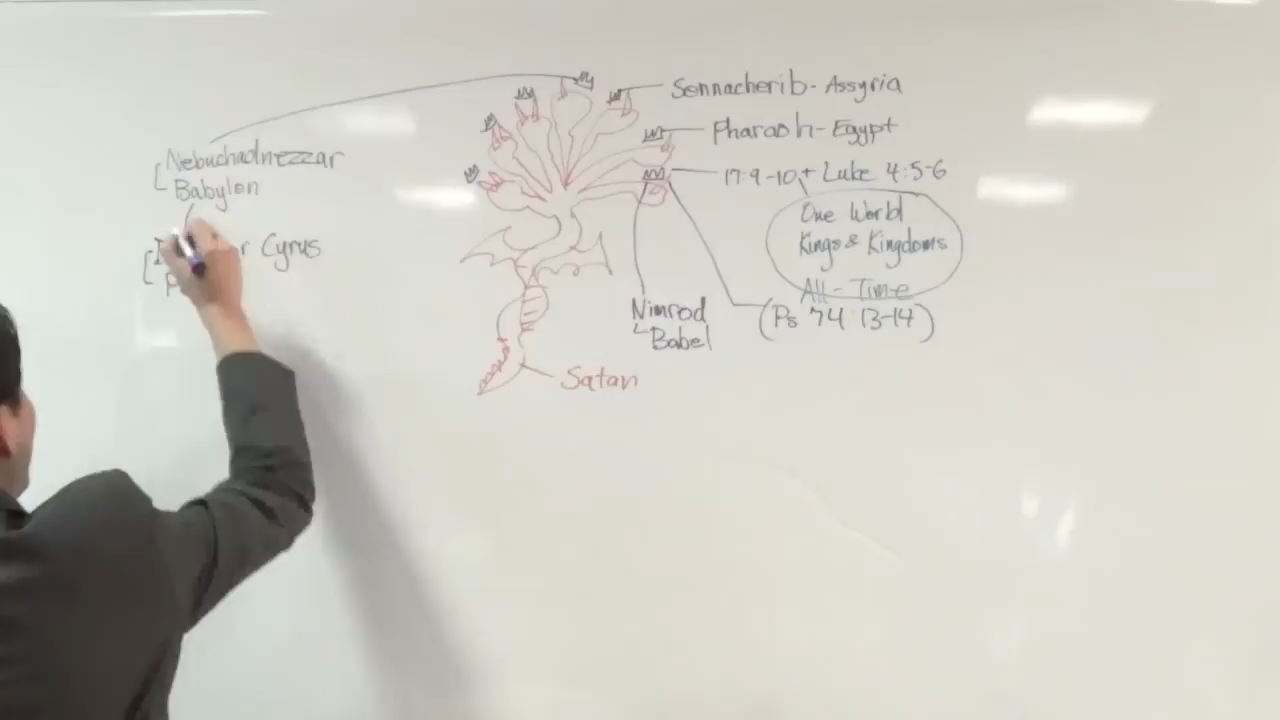 Sennacherib - Assyria
Pharaoh - Egypt
17:9-10, + Luke 4:5-6
One World
Kings & Kingdoms
All-Time
(Ps 74 13-14)
Nimrod
Babel
Satan
Nebuchadnezzar
Babylon
Cyrus